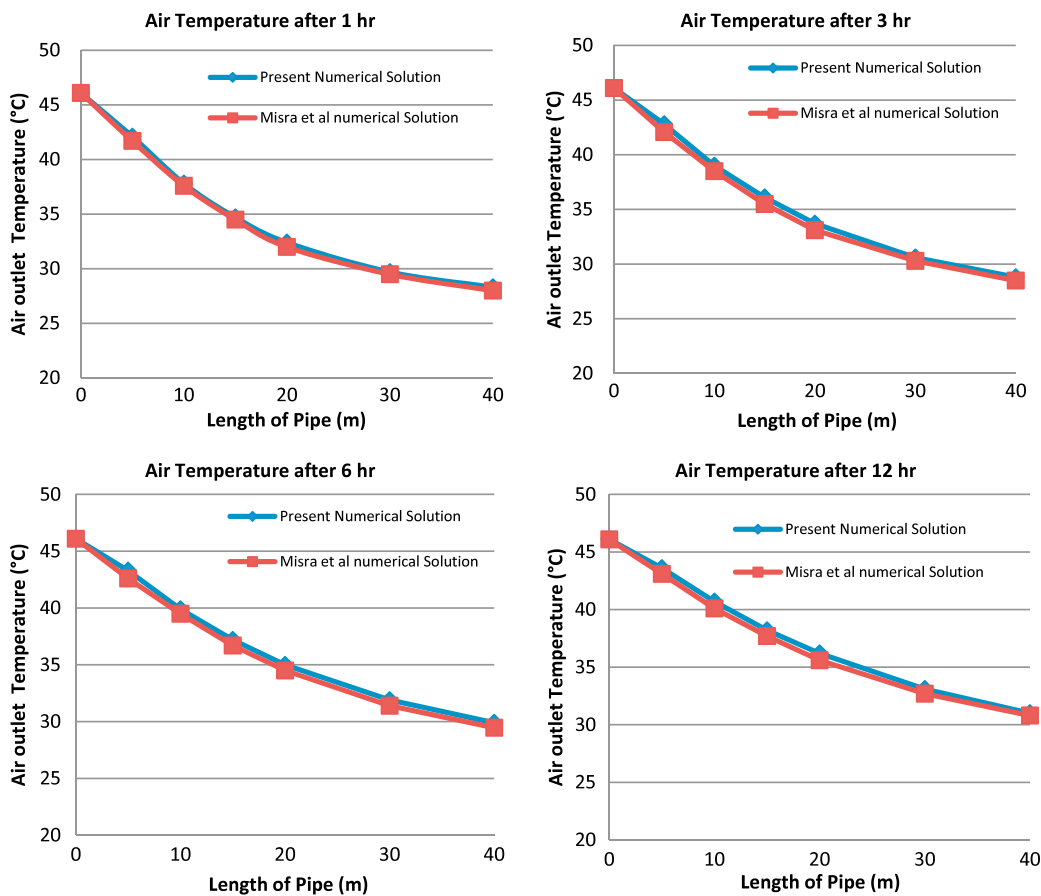 Air Temperature after 1 hr
50
45
40
35
30
25
20
Air outlet Temperature (°C)
Present Numerical Solution
Misra et al numerical Solution
0 10 20 30 40
Length of Pipe (m)
Air Temperature after 3 hr
50
45
40
35
30
25
20
Air outlet Temperature (°C)
Present Numerical Solution
Misra et al numerical Solution
0 10 20 30 40
Length of Pipe (m)
Air Temperature after 6 hr
50
45
40
35
30
25
20
Air outlet Temperature (°C)
Present Numerical Solution
Misra et al numerical Solution
0 10 20 30 40
Length of Pipe (m)
Air Temperature after 12 hr
50
45
40
35
30
25
20
Air outlet Temperature (°C)
Present Numerical Solution
Misra et al numerical Solution
0 10 20 30 40
Length of Pipe (m)